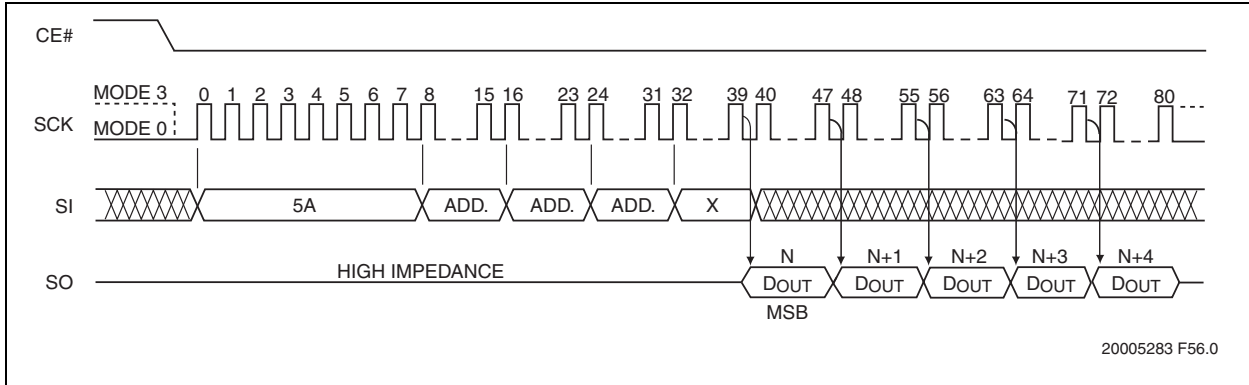 CE#
MODE 3
SCK
MODE 0
0 1 2 3 4 5 6 7 8 15 16 23 24 31 32 39 40 47 48 55 56 63 64 71 72 80
SI
5A ADD. ADD. ADD. X
N N+1 N+2 N+3 N+4
SO
HIGH IMPEDANCE
DOUT DOUT DOUT DOUT DOUT
MSB
20005283 F56.0